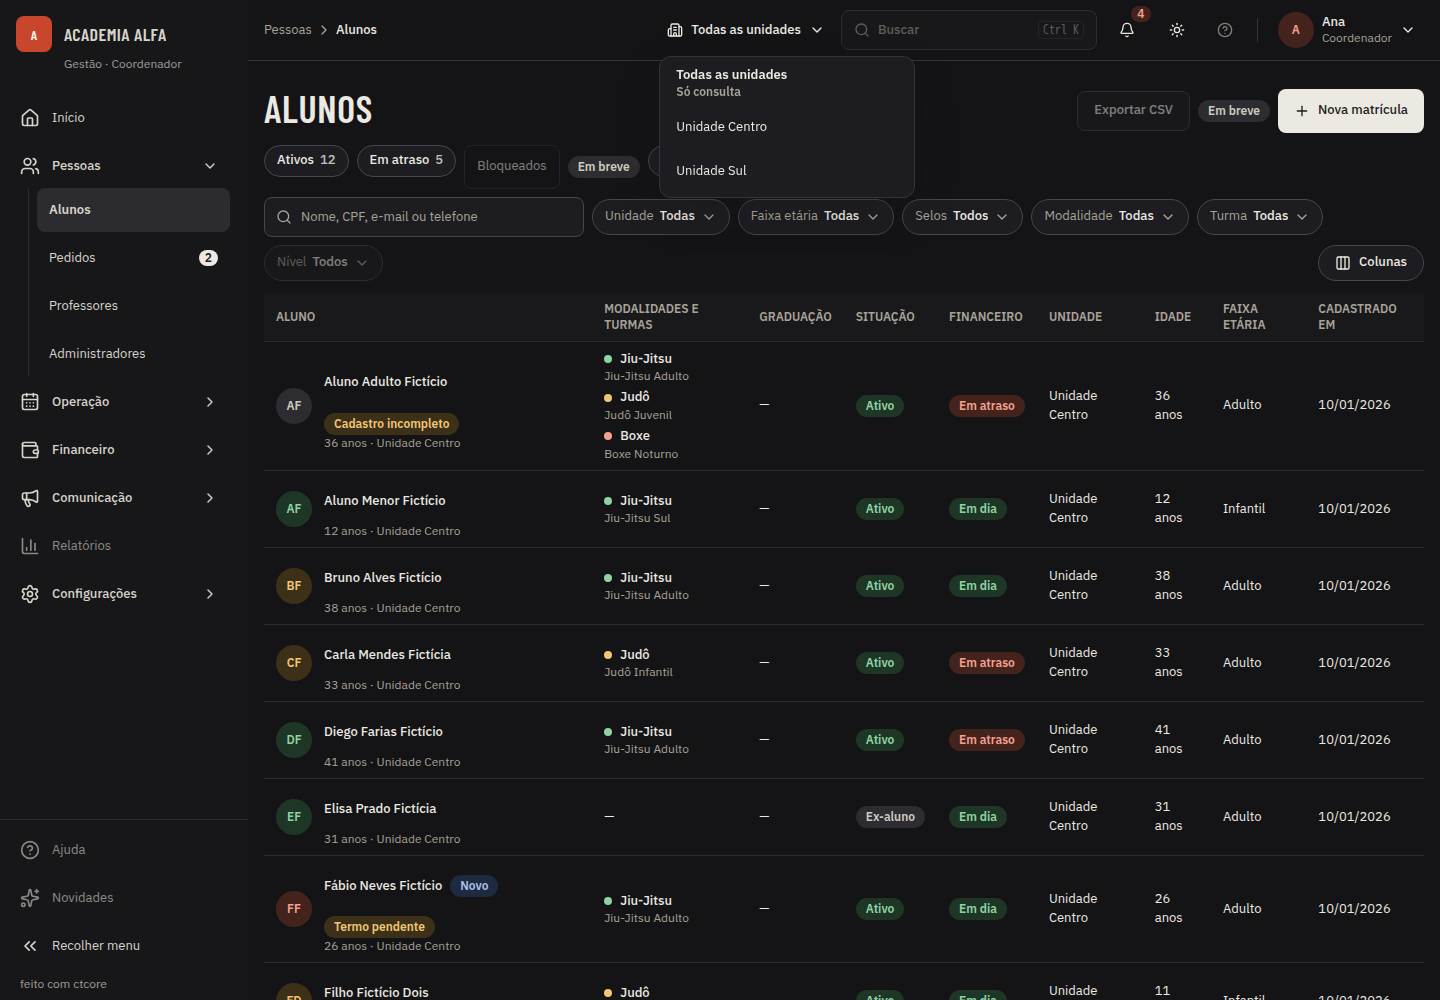 A ACADEMIA ALFA
Gestão · Coordenador
Início
Pessoas
Alunos
Pedidos 2
Professores
Administradores
Operação
Financeiro
Comunicação
Relatórios
Configurações
Ajuda
Novidades
Recolher menu
feito com ctcore
Pessoas Alunos
Todas as unidades
Buscar Ctrl K
4
A
Ana
Coordenador
Todas as unidades
Só consulta
Unidade Centro
Unidade Sul
ALUNOS
Exportar CSV Em breve Nova matrícula
Ativos 12 Em atraso 5 Bloqueados Em breve
Nome, CPF, e-mail ou telefone Unidade Todas Faixa etária Todas Selos Todos Modalidade Todas Turma Todas
Nível Todos Colunas
ALUNO MODALIDADES E TURMAS GRADUAÇÃO SITUAÇÃO FINANCEIRO UNIDADE IDADE FAIXA ETÁRIA CADASTRADO EM
AF Aluno Adulto Fictício
Cadastro incompleto
36 anos · Unidade Centro
Jiu-Jitsu
Jiu-Jitsu Adulto
Judô
Judô Juvenil
Boxe
Boxe Noturno
— Ativo Em atraso Unidade Centro 36 anos Adulto 10/01/2026
AF Aluno Menor Fictício
12 anos · Unidade Centro
Jiu-Jitsu
Jiu-Jitsu Sul
— Ativo Em dia Unidade Centro 12 anos Infantil 10/01/2026
BF Bruno Alves Fictício
38 anos · Unidade Centro
Jiu-Jitsu
Jiu-Jitsu Adulto
— Ativo Em dia Unidade Centro 38 anos Adulto 10/01/2026
CF Carla Mendes Fictícia
33 anos · Unidade Centro
Judô
Judô Infantil
— Ativo Em atraso Unidade Centro 33 anos Adulto 10/01/2026
DF Diego Farias Fictício
41 anos · Unidade Centro
Jiu-Jitsu
Jiu-Jitsu Adulto
— Ativo Em atraso Unidade Centro 41 anos Adulto 10/01/2026
EF Elisa Prado Fictícia
31 anos · Unidade Centro
— — Ex-aluno Em dia Unidade Centro 31 anos Adulto 10/01/2026
FF Fábio Neves Fictício Novo
Termo pendente
26 anos · Unidade Centro
Jiu-Jitsu
Jiu-Jitsu Adulto
— Ativo Em dia Unidade Centro 26 anos Adulto 10/01/2026
FD Filho Fictício Dois
Judô
Ativo Em dia Unidade 11 Infantil 10/01/2026